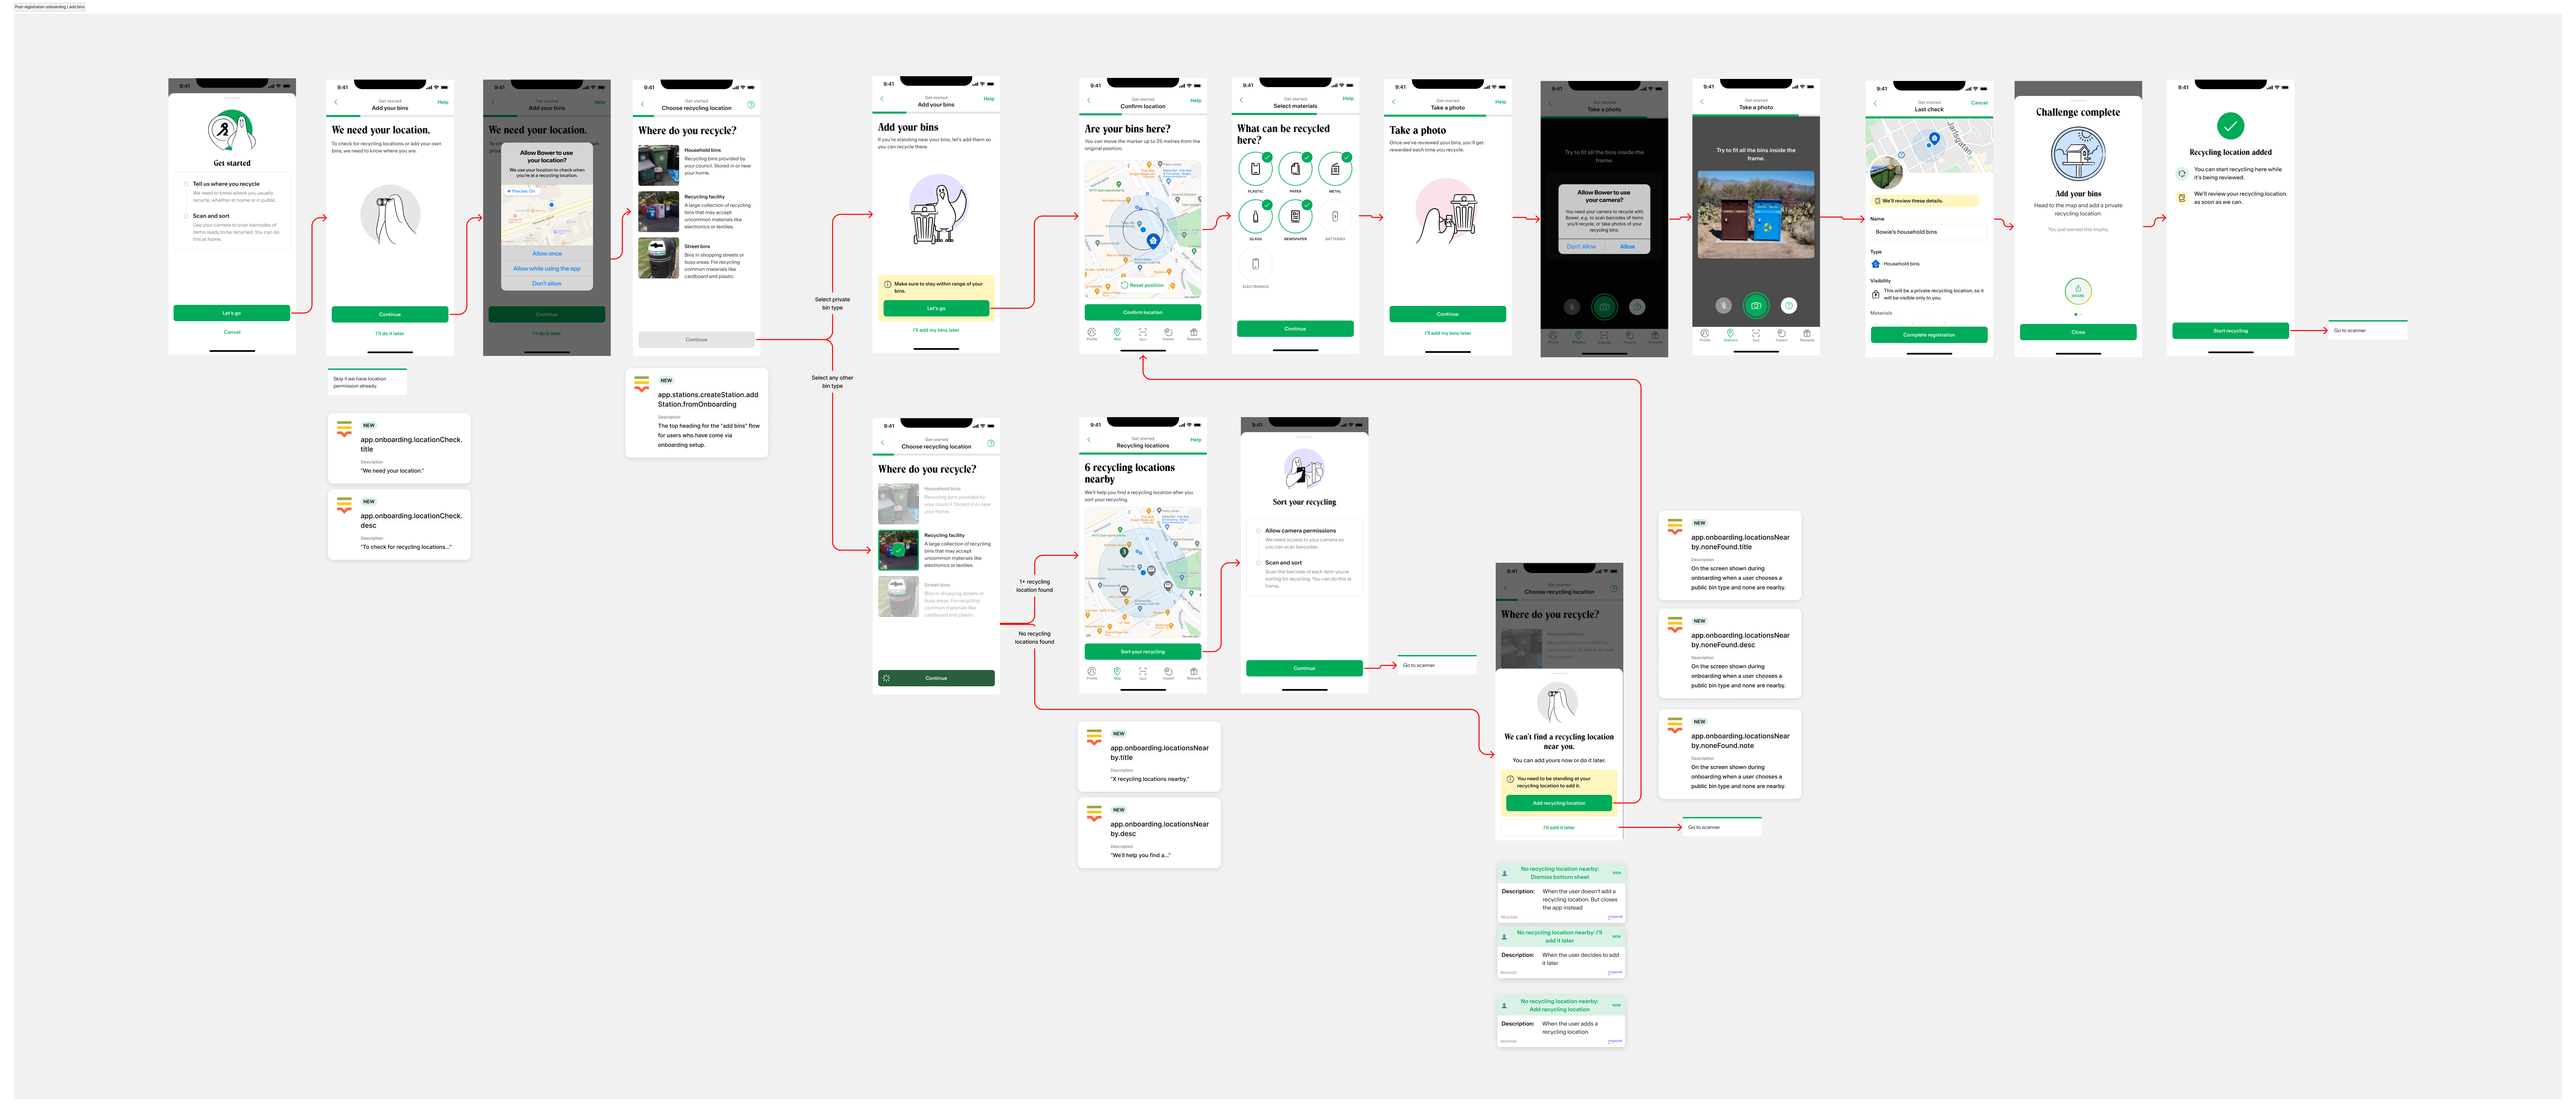 Post-registration onboarding / add bins
9:41
Get started
Tell us where you recycle
We need to know where you usually
recycle, whether at home or in public.
Scan and sort
Use your camera to scan barcodes of
items ready to be recycled. You can do
this at home.
Let's go
Cancel
9:41
Get started
Add your bins
Help
We need your location.
To check for recycling locations or add your own
bins, we need to know where you are.
Continue
I'll do it later
Skip if we have location
permission already.
NEW
app.onboarding.locationCheck.
title
Description
"We need your location."
NEW
app.onboarding.locationCheck.
desc
Description
"To check for recycling locations..."
9:41
Get started
Add your bins
Help
We need your location.
Allow Bower to use
your location?
We use your location to check when
you're at a recycling location.
Precise: On
Allow once
Allow while using the app
Don't allow
Continue
I'll do it later
9:41
Get started
Choose recycling location
Where do you recycle?
Household bins
Recycling bins provided by
your council. Stored in or near
your home.
Recycling facility
A large collection of recycling
bins that may accept
uncommon materials like
electronics or textiles.
Street bins
Bins in shopping streets or
busy areas. For recycling
common materials like
cardboard and plastic.
Continue
NEW
app.stations.createStation.add
Station.fromOnboarding
Description
The top heading for the "add bins" flow
for users who have come via
onboarding setup.
Select private
bin type
Select any other
bin type
9:41
Get started
Add your bins
Help
Add your bins
If you're standing near your bins, let's add them so
you can recycle there.
Make sure to stay within range of your
bins.
Let's go
I'll add my bins later
9:41
Get started
Confirm location
Help
Are your bins here?
You can move the marker up to 25 metres from the
original position.
Reset position
Confirm location
Profile
Map
Scan
Impact
Rewards
9:41
Get started
Select materials
Help
What can be recycled
here?
PLASTIC
PAPER
METAL
GLASS
NEWSPAPER
BATTERIES
ELECTRONICS
Continue
9:41
Get started
Take a photo
Help
Take a photo
Once we've reviewed your bins, you'll get
rewarded each time you recycle.
Continue
I'll add my bins later
9:41
Get started
Take a photo
Try to fit all the bins inside the
frame.
Allow Bower to use
your camera?
You need your camera to recycle with
Bower, e.g. to scan barcodes of items
you'll recycle, or take photos of your
recycling bins.
Don't Allow
Allow
Profile
Stations
Impact
Rewards
9:41
Get started
Take a photo
Try to fit all the bins inside the
frame.
Profile
Stations
Scan
Impact
Rewards
9:41
Get started
Last check
Cancel
Jarlsgatan
We'll review these details.
Name
Bowie's household bins
Type
Household bins
Visibility
This will be a private recycling location, so it
will be visible only to you.
Materials
Complete registration
Challenge complete
Add your bins
Head to the map and add a private
recycling location.
You just earned this trophy.
SHARE
Close
9:41
Recycling location added
You can start recycling here while
it's being reviewed.
We'll review your recycling location
as soon as we can.
Start recycling
Go to scanner
9:41
Get started
Choose recycling location
Where do you recycle?
Household bins
Recycling bins provided by
your council. Stored in or near
your home.
Recycling facility
A large collection of recycling
bins that may accept
uncommon materials like
electronics or textiles.
Street bins
Bins in shopping streets or
busy areas. For recycling
common materials like
cardboard and plastic.
Continue
1+ recycling
location found
No recycling
locations found
9:41
Get started
Recycling locations
Help
6 recycling locations
nearby
We'll help you find a recycling location after you
sort your recycling.
Sort your recycling
Profile
Map
Scan
Impact
Rewards
NEW
app.onboarding.locationsNear
by.title
Description
"X recycling locations nearby."
NEW
app.onboarding.locationsNear
by.desc
Description
"We'll help you find a..."
9:41
Sort your recycling
Allow camera permissions
We need access to your camera so
you can scan barcodes.
Scan and sort
Scan the barcode of each item you're
sorting for recycling. You can do this at
home.
Continue
Go to scanner
9:41
Get started
Choose recycling location
Where do you recycle?
Household bins
Recycling bins provided by
your council. Stored in or near
We can't find a recycling location
near you.
You can add yours now or do it later.
You need to be standing at your
recycling location to add it.
Add recycling location
I'll add it later
Go to scanner
NEW
app.onboarding.locationsNear
by.noneFound.title
Description
On the screen shown during
onboarding when a user chooses a
public bin type and none are nearby.
NEW
app.onboarding.locationsNear
by.noneFound.desc
Description
On the screen shown during
onboarding when a user chooses a
public bin type and none are nearby.
NEW
app.onboarding.locationsNear
by.noneFound.note
Description
On the screen shown during
onboarding when a user chooses a
public bin type and none are nearby.
No recycling location nearby:
Dismiss bottom sheet
NEW
Description:
When the user doesn't add a
recycling location. But closes
the app instead
RELEASE:
No recycling location nearby: I'll
add it later
NEW
Description:
When the user decides to add
it later
RELEASE:
No recycling location nearby:
Add recycling location
NEW
Description:
When the user adds a
recycling location.
RELEASE: